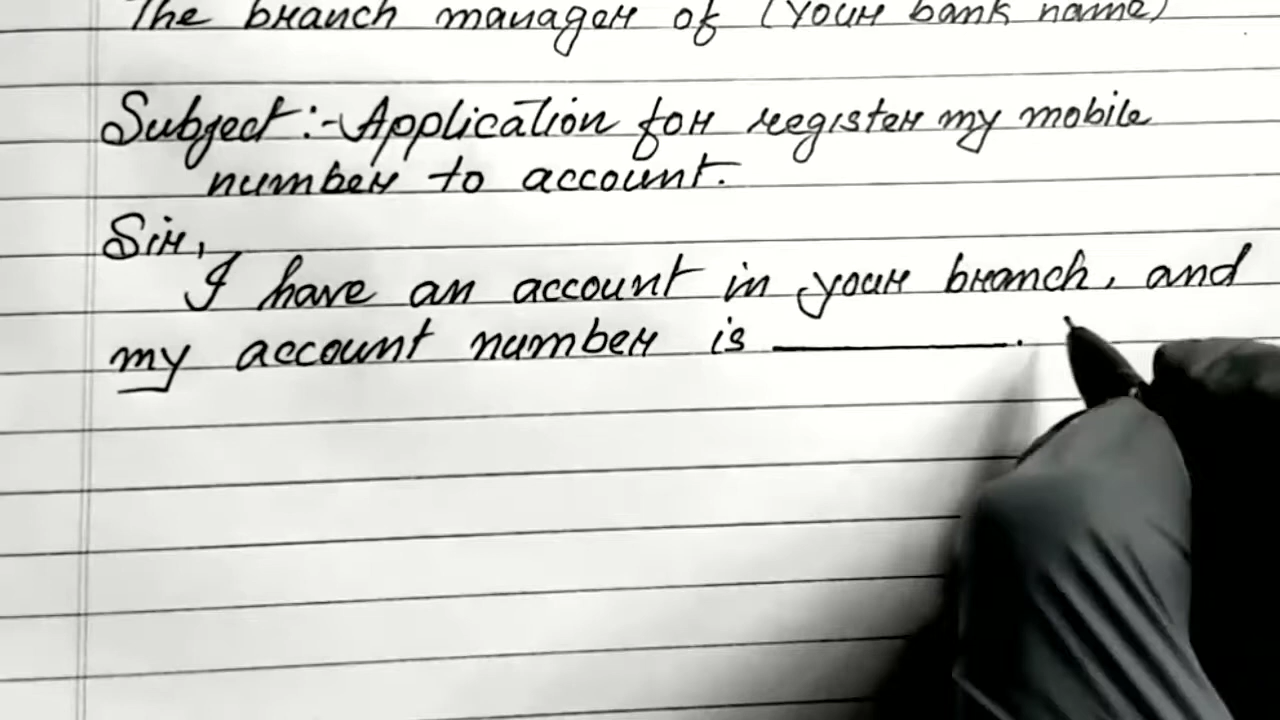 The branch manager of (your bank name)
Subject:-Application for register my mobile
number to account.
Sir,
I have an account in your branch, and
my account number is ________.